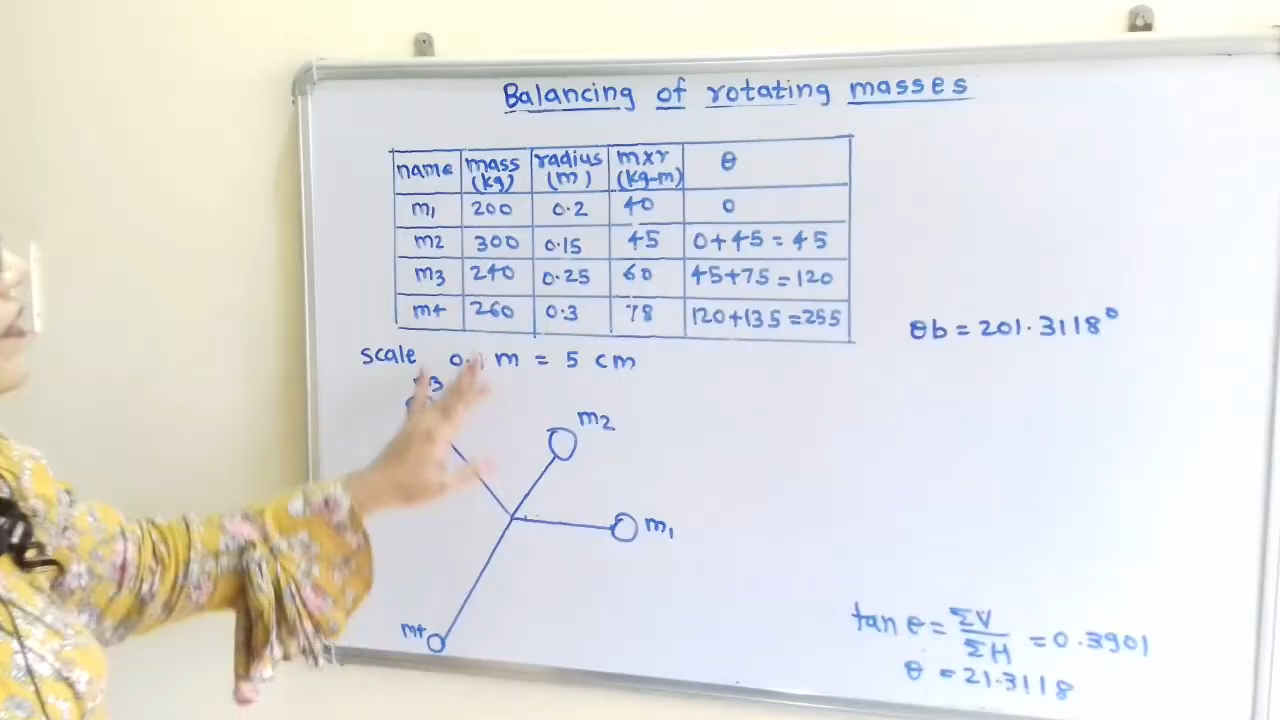 Balancing of rotating masses
name mass (kg) radius (m) m×r (kg-m) θ
m1 200 0.2 40 0
m2 300 0.15 45 0+45=45
m3 240 0.25 60 45+75=120
m4 260 0.3 78 120+135=255
θb = 201.3118°
scale m = 5 cm
m2
m1
m4
tan θ = ΣV/ΣH = 0.3901
θ = 21.3118